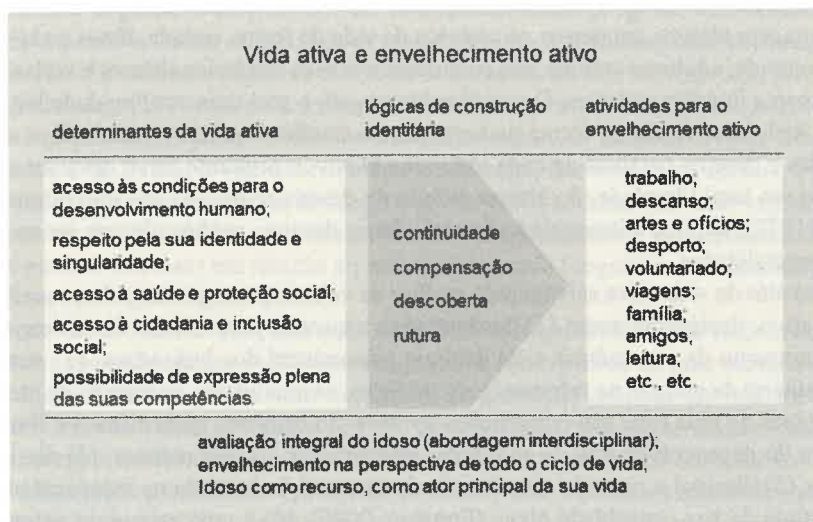 Vida ativa e envelhecimento ativo
determinantes da vida ativa
lógicas de construção
identitária
atividades para o
envelhecimento ativo
acesso às condições para o
desenvolvimento humano;
respeito pela sua identidade e
singularidade;
acesso à saúde e proteção social;
acesso à cidadania e inclusão
social;
possibilidade de expressão plena
das suas competências.
continuidade
compensação
descoberta
rutura
trabalho;
descanso;
artes e ofícios;
desporto;
voluntariado;
viagens;
família;
amigos;
leitura;
etc., etc.
avaliação integral do idoso (abordagem interdisciplinar);
envelhecimento na perspectiva de todo o ciclo de vida;
Idoso como recurso, como ator principal da sua vida